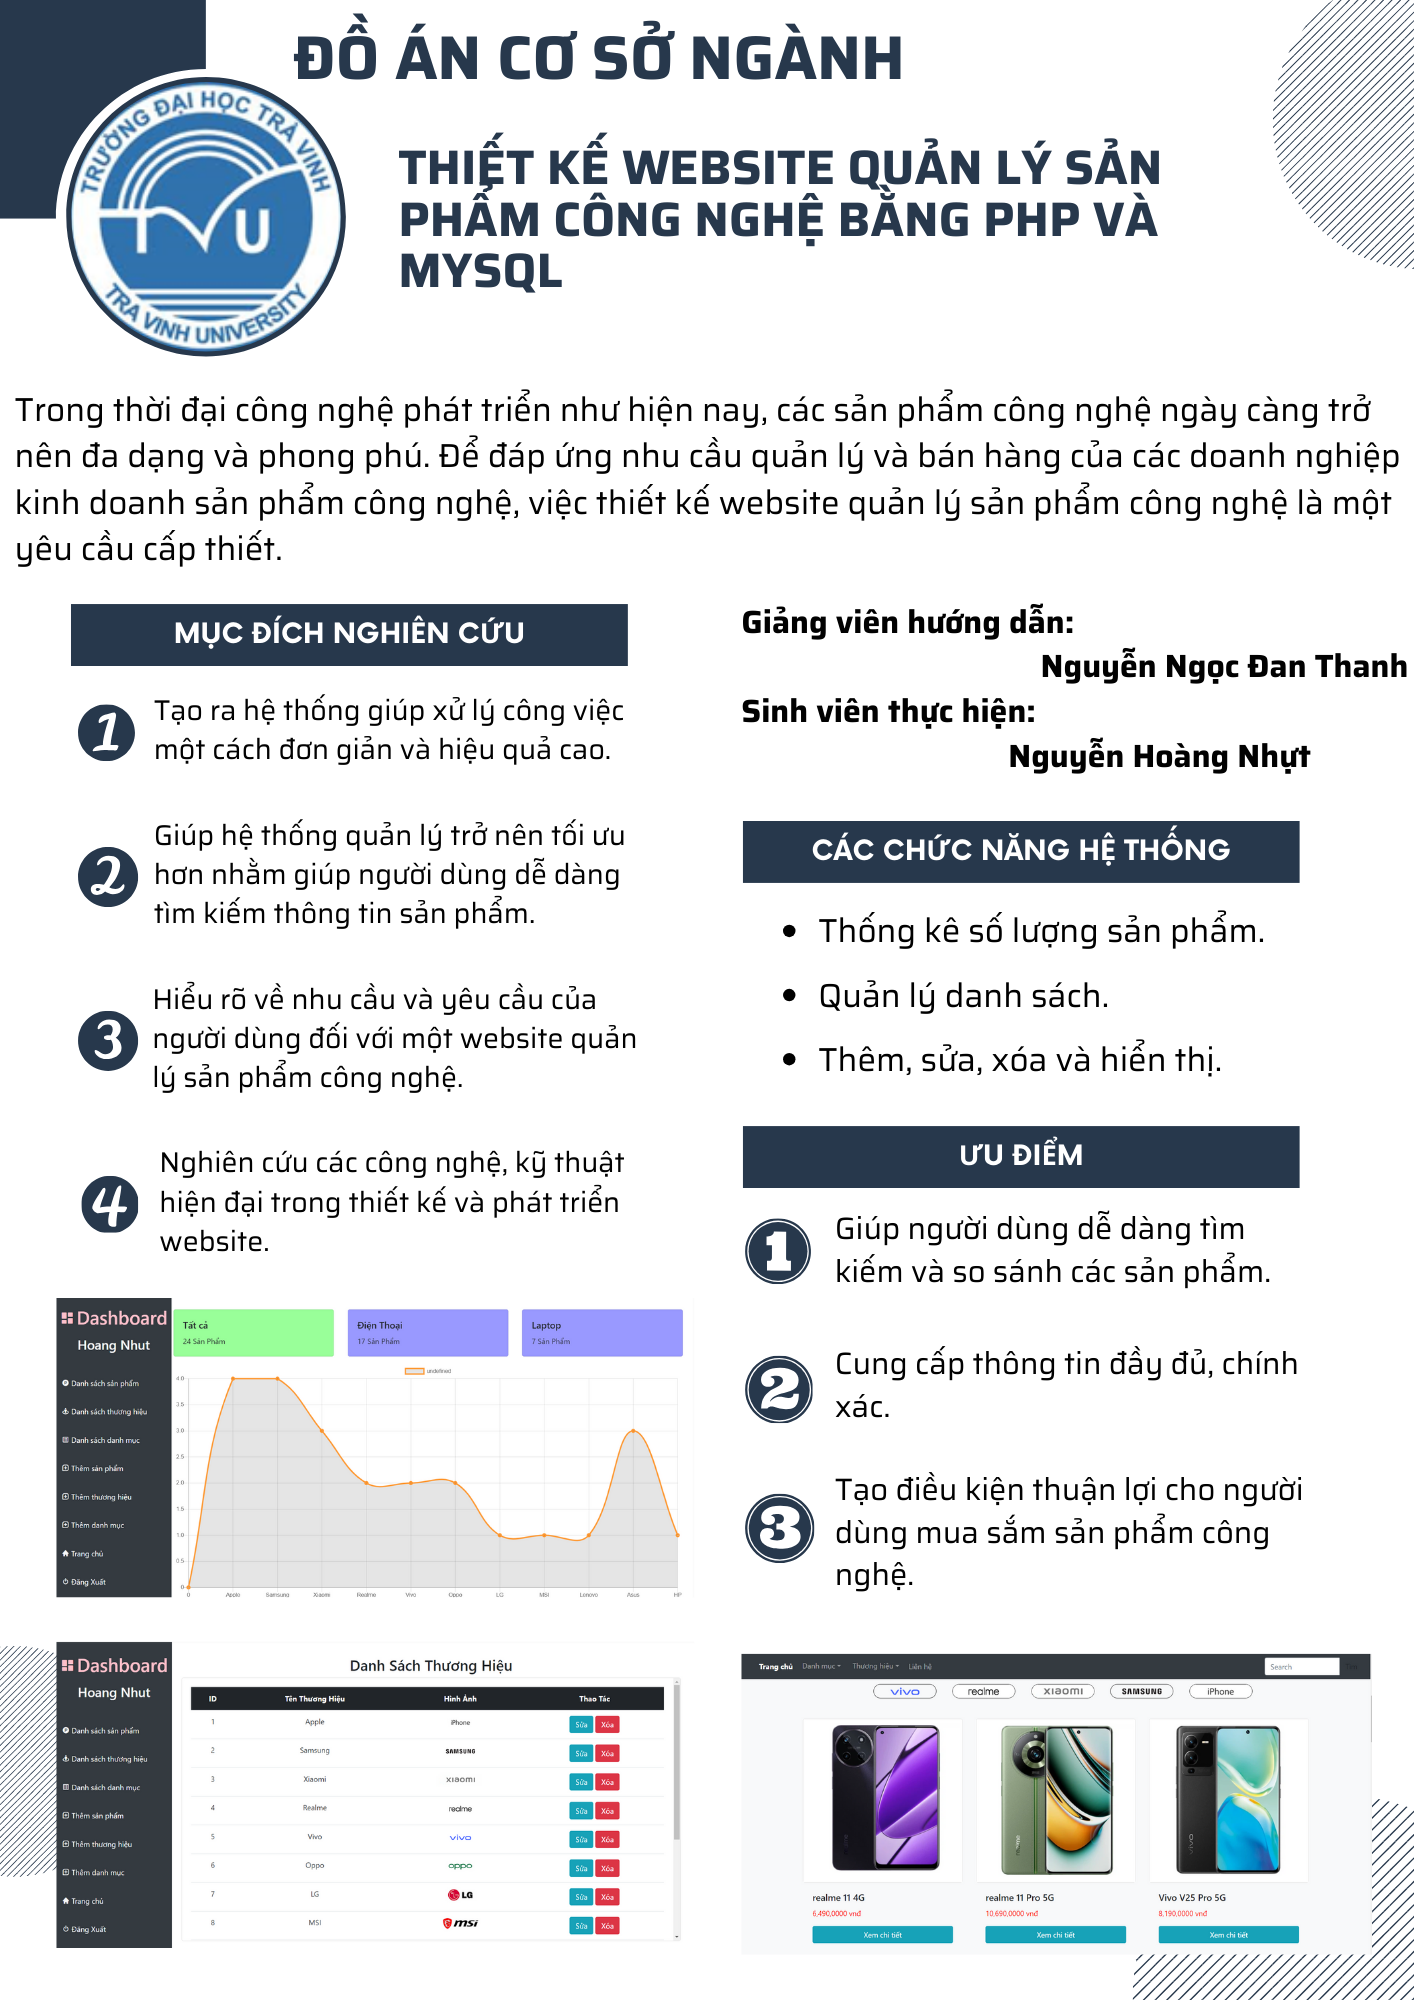 ĐỒ ÁN CƠ SỞ NGÀNH
TRƯỜNG ĐẠI HỌC TRÀ VINH
TVU
TRA VINH UNIVERSITY
THIẾT KẾ WEBSITE QUẢN LÝ SẢN
PHẨM CÔNG NGHỆ BẰNG PHP VÀ
MYSQL
Trong thời đại công nghệ phát triển như hiện nay, các sản phẩm công nghệ ngày càng trở
nên đa dạng và phong phú. Để đáp ứng nhu cầu quản lý và bán hàng của các doanh nghiệp
kinh doanh sản phẩm công nghệ, việc thiết kế website quản lý sản phẩm công nghệ là một
yêu cầu cấp thiết.
MỤC ĐÍCH NGHIÊN CỨU
1
Tạo ra hệ thống giúp xử lý công việc
một cách đơn giản và hiệu quả cao.
2
Giúp hệ thống quản lý trở nên tối ưu
hơn nhằm giúp người dùng dễ dàng
tìm kiếm thông tin sản phẩm.
3
Hiểu rõ về nhu cầu và yêu cầu của
người dùng đối với một website quản
lý sản phẩm công nghệ.
4
Nghiên cứu các công nghệ, kỹ thuật
hiện đại trong thiết kế và phát triển
website.
Giảng viên hướng dẫn:
Nguyễn Ngọc Đan Thanh
Sinh viên thực hiện:
Nguyễn Hoàng Nhựt
CÁC CHỨC NĂNG HỆ THỐNG
• Thống kê số lượng sản phẩm.
• Quản lý danh sách.
• Thêm, sửa, xóa và hiển thị.
ƯU ĐIỂM
1
Giúp người dùng dễ dàng tìm
kiếm và so sánh các sản phẩm.
2
Cung cấp thông tin đầy đủ, chính
xác.
3
Tạo điều kiện thuận lợi cho người
dùng mua sắm sản phẩm công
nghệ.
Dashboard
Hoang Nhut
Danh sách sản phẩm
Danh sách thương hiệu
Danh sách danh mục
Thêm sản phẩm
Thêm thương hiệu
Thêm danh mục
Trang chủ
Đăng Xuất
Tất cả
24 Sản Phẩm
Điện Thoại
17 Sản Phẩm
Laptop
7 Sản Phẩm
undefined
4.0
3.5
3.0
2.5
2.0
1.5
1.0
0.5
0
0 Apple Samsung Xiaomi Realme Vivo Oppo LG MSI Lenovo Asus HP
Dashboard
Hoang Nhut
Danh sách sản phẩm
Danh sách thương hiệu
Danh sách danh mục
Thêm sản phẩm
Thêm thương hiệu
Thêm danh mục
Trang chủ
Đăng Xuất
Danh Sách Thương Hiệu
ID Tên Thương Hiệu Hình Ảnh Thao Tác
1 Apple iPhone Sửa Xóa
2 Samsung SAMSUNG Sửa Xóa
3 Xiaomi xıaomı Sửa Xóa
4 Realme realme Sửa Xóa
5 Vivo vivo Sửa Xóa
6 Oppo oppo Sửa Xóa
7 LG LG Sửa Xóa
8 MSI msi Sửa Xóa
Trang chủ Danh mục Thương hiệu Liên hệ Search
vivo realme xıaomı SAMSUNG iPhone
realme 11 4G
6,490,0000 vnđ
Xem chi tiết
realme 11 Pro 5G
10,690,0000 vnđ
Xem chi tiết
Vivo V25 Pro 5G
8,190,0000 vnđ
Xem chi tiết